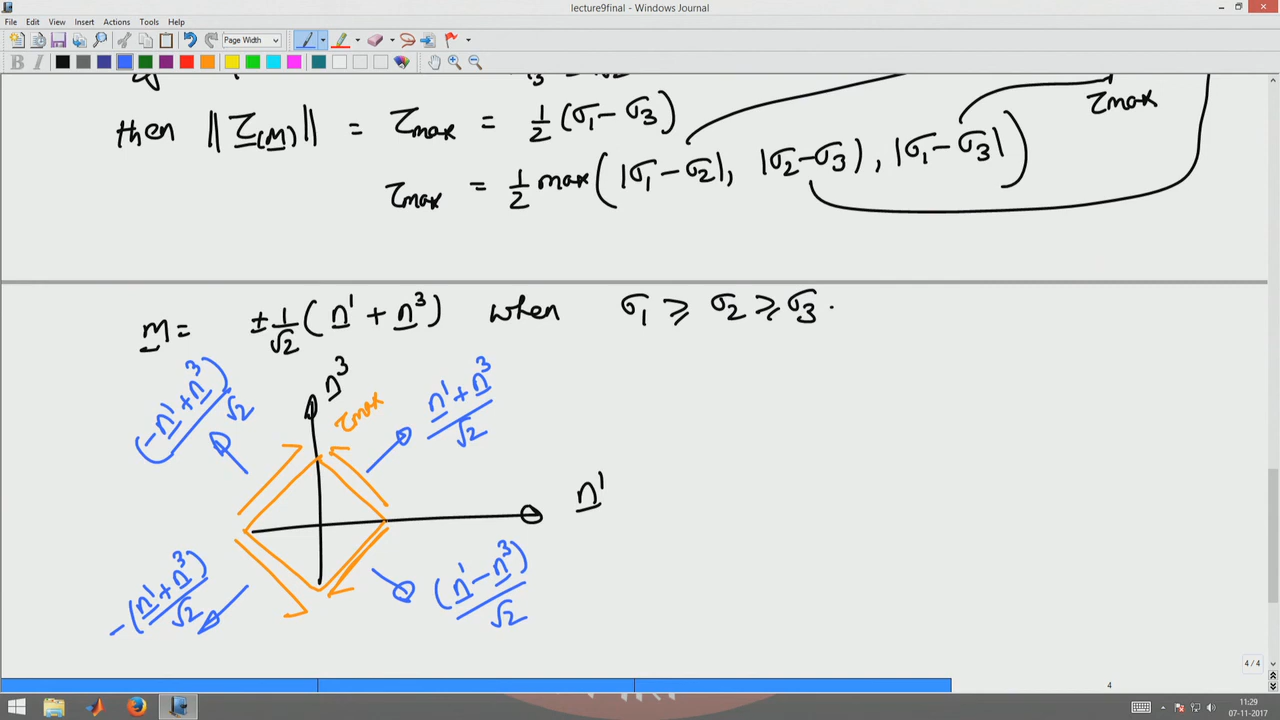 lecture9final - Windows Journal
File Edit View Insert Actions Tools Help
Page Width
B I
τmax
then ‖τ(m)‖ = τmax = 1/2 (σ1 - σ3)
τmax = 1/2 max( |σ1 - σ2|, |σ2 - σ3), |σ1 - σ3| )
m = ± 1/√2 ( n¹ + n³ ) when σ1 ⩾ σ2 ⩾ σ3 .
n³
τmax
(-n¹ + n³)/√2
n¹ + n³/√2
n¹
-(n¹ + n³)/√2
(n¹ - n³)/√2
4 / 4
4
11:29
07-11-2017